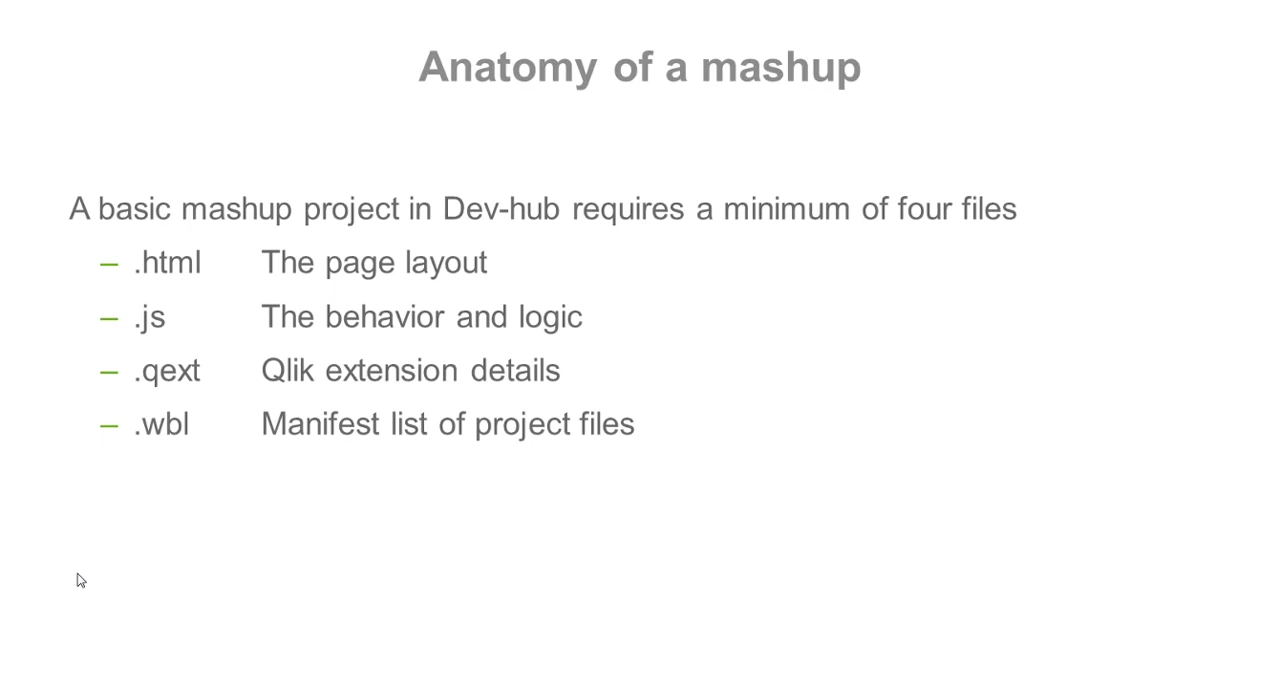 Anatomy of a mashup
A basic mashup project in Dev-hub requires a minimum of four files
– .html The page layout
– .js The behavior and logic
– .qext Qlik extension details
– .wbl Manifest list of project files